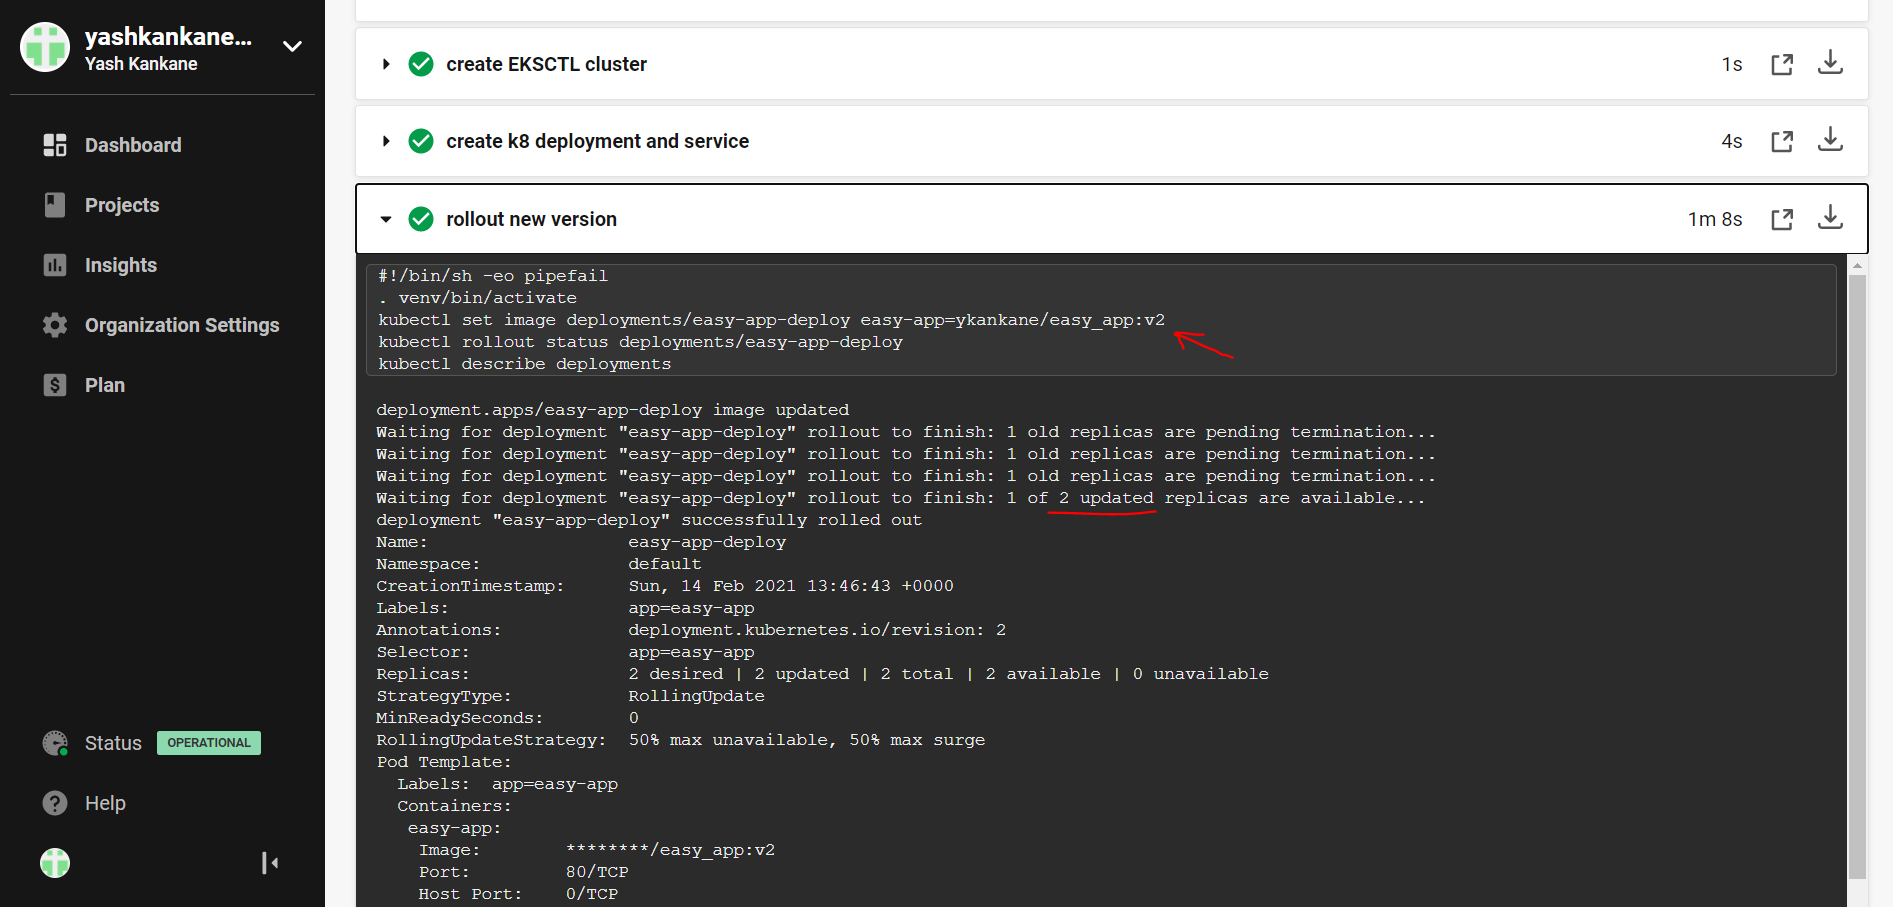 yashkankane...
Yash Kankane
Dashboard
Projects
Insights
Organization Settings
Plan
Status OPERATIONAL
Help
create EKSCTL cluster 1s
create k8 deployment and service 4s
rollout new version 1m 8s
#!/bin/sh -eo pipefail
. venv/bin/activate
kubectl set image deployments/easy-app-deploy easy-app=ykankane/easy_app:v2
kubectl rollout status deployments/easy-app-deploy
kubectl describe deployments
deployment.apps/easy-app-deploy image updated
Waiting for deployment "easy-app-deploy" rollout to finish: 1 old replicas are pending termination...
Waiting for deployment "easy-app-deploy" rollout to finish: 1 old replicas are pending termination...
Waiting for deployment "easy-app-deploy" rollout to finish: 1 old replicas are pending termination...
Waiting for deployment "easy-app-deploy" rollout to finish: 1 of 2 updated replicas are available...
deployment "easy-app-deploy" successfully rolled out
Name: easy-app-deploy
Namespace: default
CreationTimestamp: Sun, 14 Feb 2021 13:46:43 +0000
Labels: app=easy-app
Annotations: deployment.kubernetes.io/revision: 2
Selector: app=easy-app
Replicas: 2 desired | 2 updated | 2 total | 2 available | 0 unavailable
StrategyType: RollingUpdate
MinReadySeconds: 0
RollingUpdateStrategy: 50% max unavailable, 50% max surge
Pod Template:
Labels: app=easy-app
Containers:
easy-app:
Image: ********/easy_app:v2
Port: 80/TCP
Host Port: 0/TCP